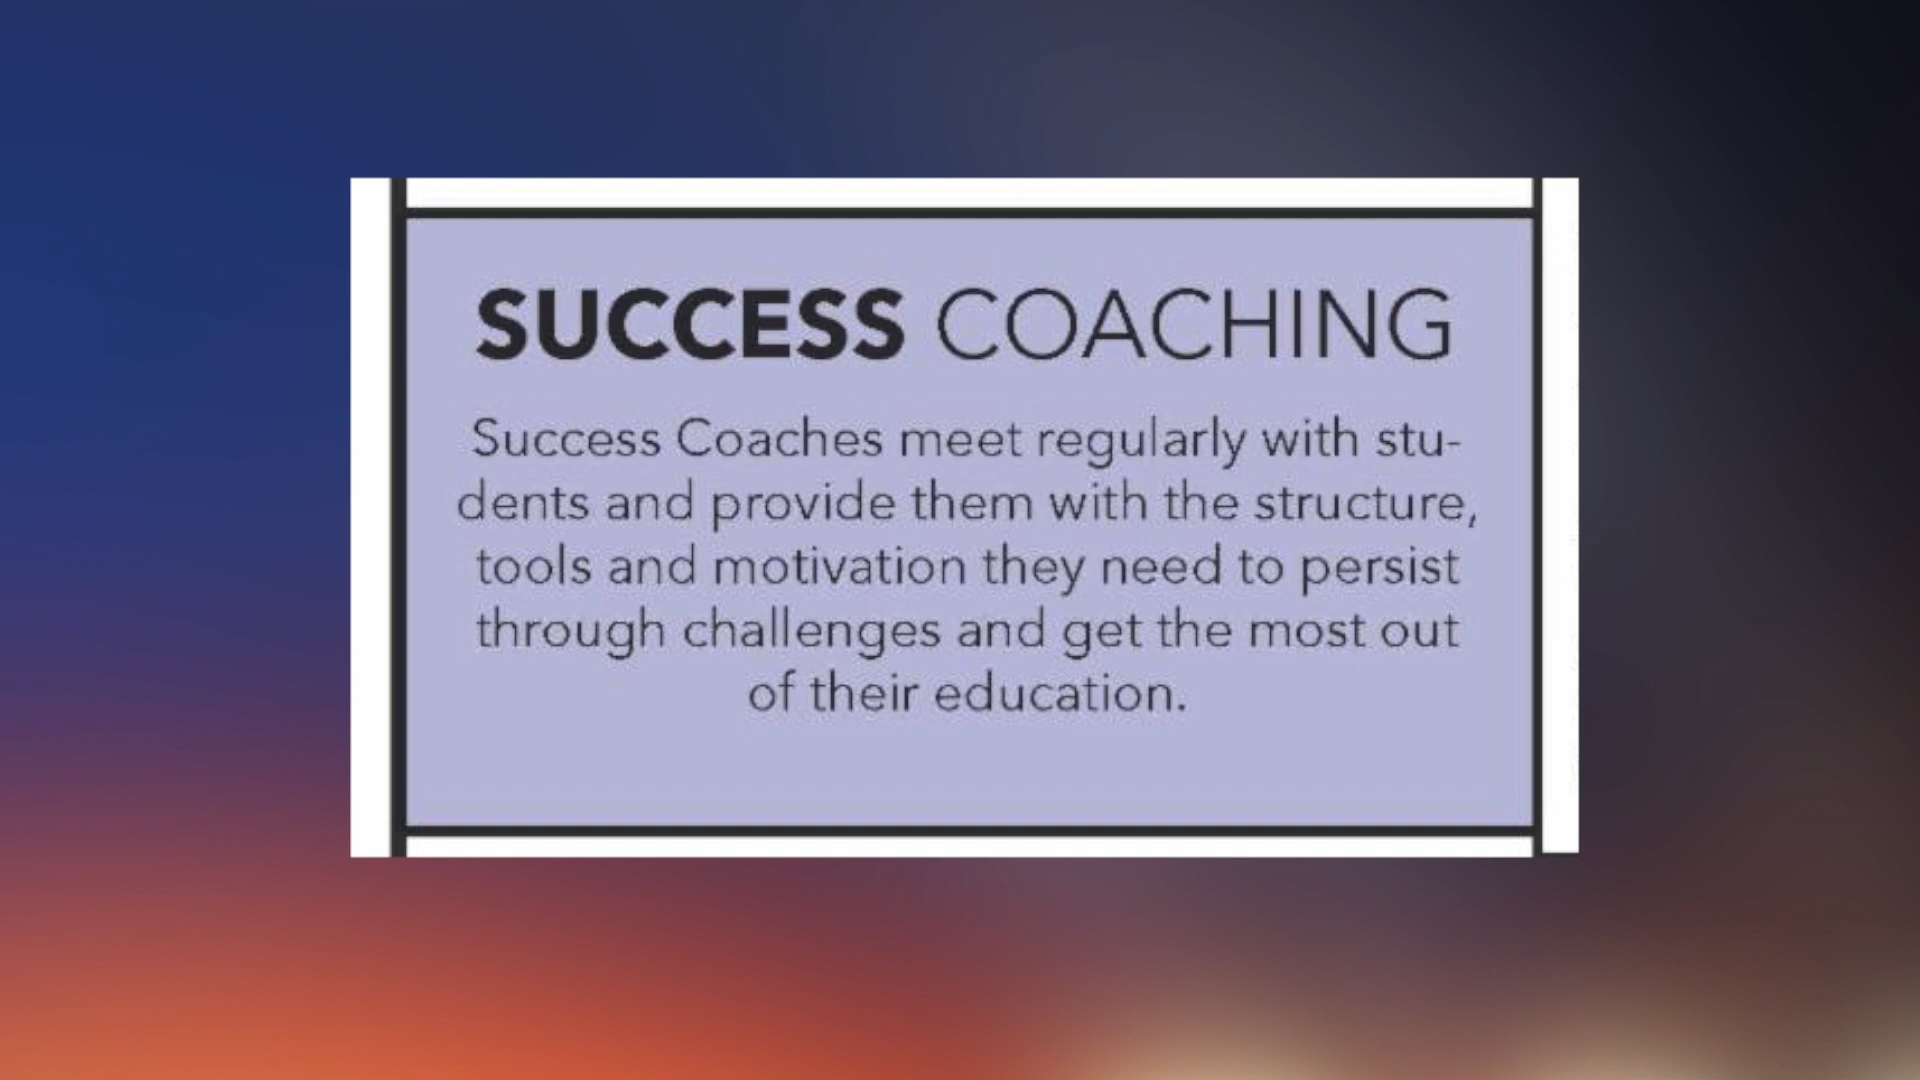 SUCCESS COACHING
Success Coaches meet regularly with stu-
dents and provide them with the structure,
tools and motivation they need to persist
through challenges and get the most out
of their education.